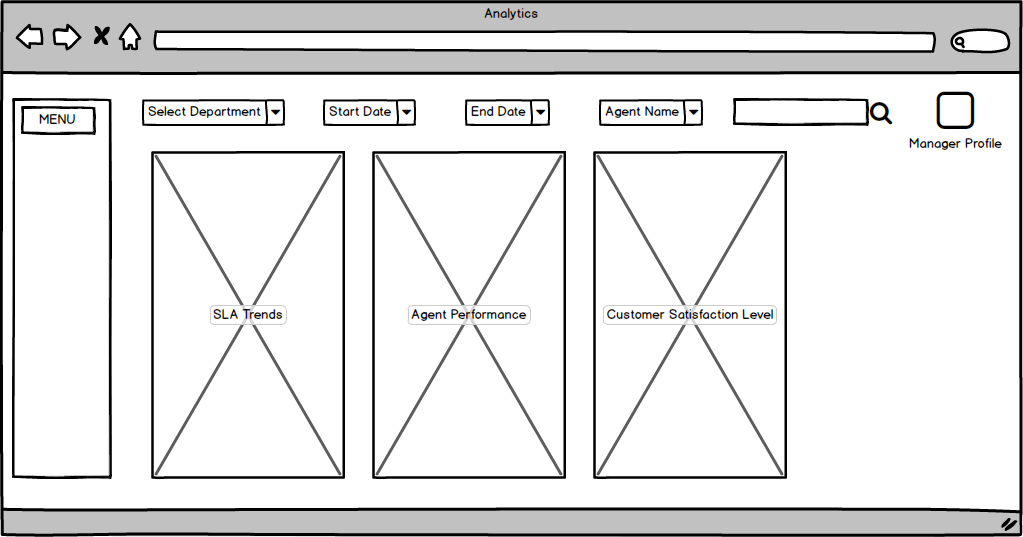 Analytics
MENU
Select Department
Start Date
End Date
Agent Name
Manager Profile
SLA Trends
Agent Performance
Customer Satisfaction Level